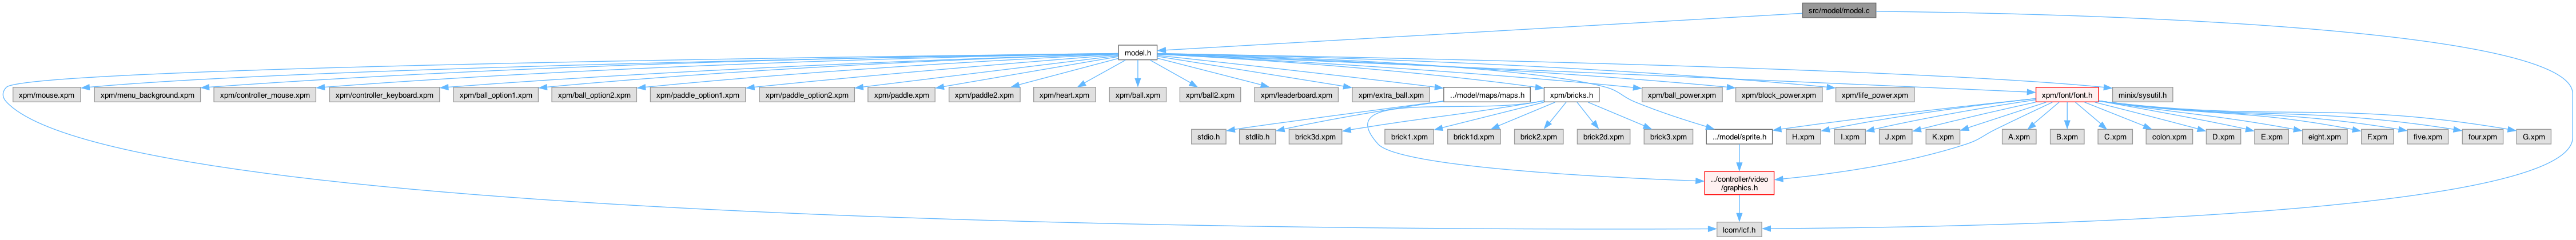 src/model/model.c
model.h
xpm/mouse.xpm
xpm/menu_background.xpm
xpm/controller_mouse.xpm
xpm/controller_keyboard.xpm
xpm/ball_option1.xpm
xpm/ball_option2.xpm
xpm/paddle_option1.xpm
xpm/paddle_option2.xpm
xpm/paddle.xpm
xpm/paddle2.xpm
xpm/heart.xpm
xpm/ball.xpm
xpm/ball2.xpm
xpm/leaderboard.xpm
xpm/extra_ball.xpm
../model/maps/maps.h
xpm/bricks.h
xpm/ball_power.xpm
xpm/block_power.xpm
xpm/life_power.xpm
xpm/font/font.h
minix/sysutil.h
stdio.h
stdlib.h
brick3d.xpm
brick1.xpm
brick1d.xpm
brick2.xpm
brick2d.xpm
brick3.xpm
../model/sprite.h
H.xpm
I.xpm
J.xpm
K.xpm
A.xpm
B.xpm
C.xpm
colon.xpm
D.xpm
E.xpm
eight.xpm
F.xpm
five.xpm
four.xpm
G.xpm
../controller/video
/graphics.h
lcom/lcf.h